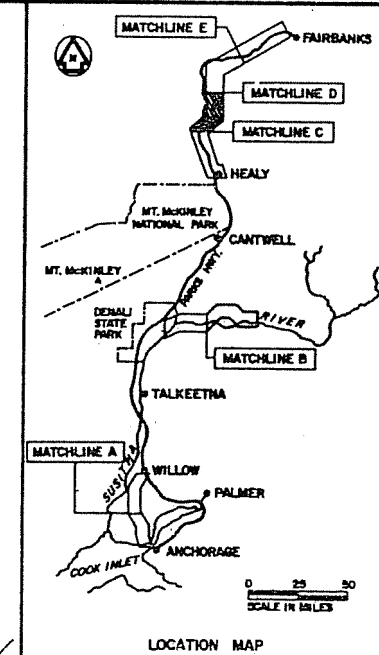 MATCHLINE E
FAIRBANKS
N
MATCHLINE D
MATCHLINE C
HEALY
MT. McKINLEY
NATIONAL PARK
CANTWELL
MT. McKINLEY
PARKS HWY.
DENALI
STATE
PARK
RIVER
MATCHLINE B
TALKEETNA
MATCHLINE A
SUSITNA
WILLOW
PALMER
COOK INLET
ANCHORAGE
0 25 50
SCALE IN MILES
LOCATION MAP